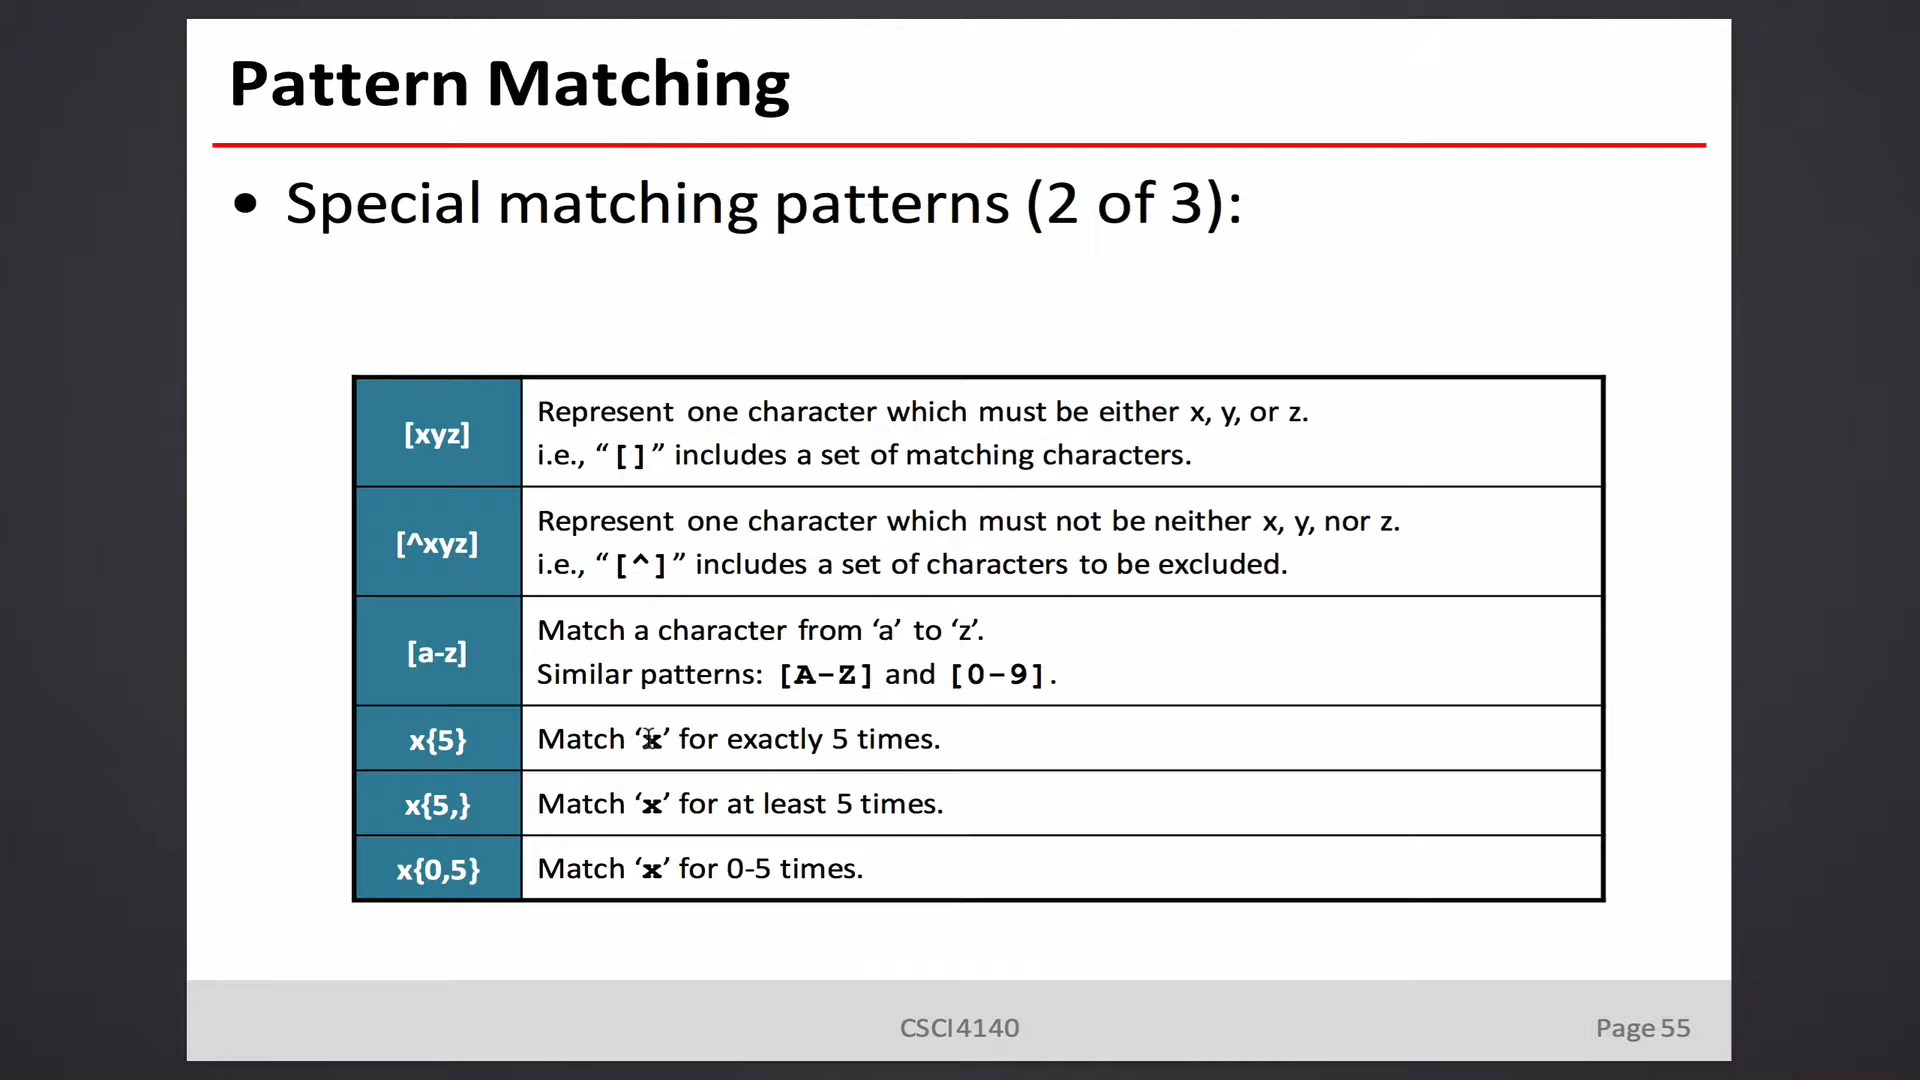 Pattern Matching
• Special matching patterns (2 of 3):
[xyz]
Represent one character which must be either x, y, or z.
i.e., “[]” includes a set of matching characters.
[^xyz]
Represent one character which must not be neither x, y, nor z.
i.e., “[^]” includes a set of characters to be excluded.
[a-z]
Match a character from ‘a’ to ‘z’.
Similar patterns: [A-Z] and [0-9].
x{5}
Match ‘x’ for exactly 5 times.
x{5,}
Match ‘x’ for at least 5 times.
x{0,5}
Match ‘x’ for 0-5 times.
CSCI4140
Page 55